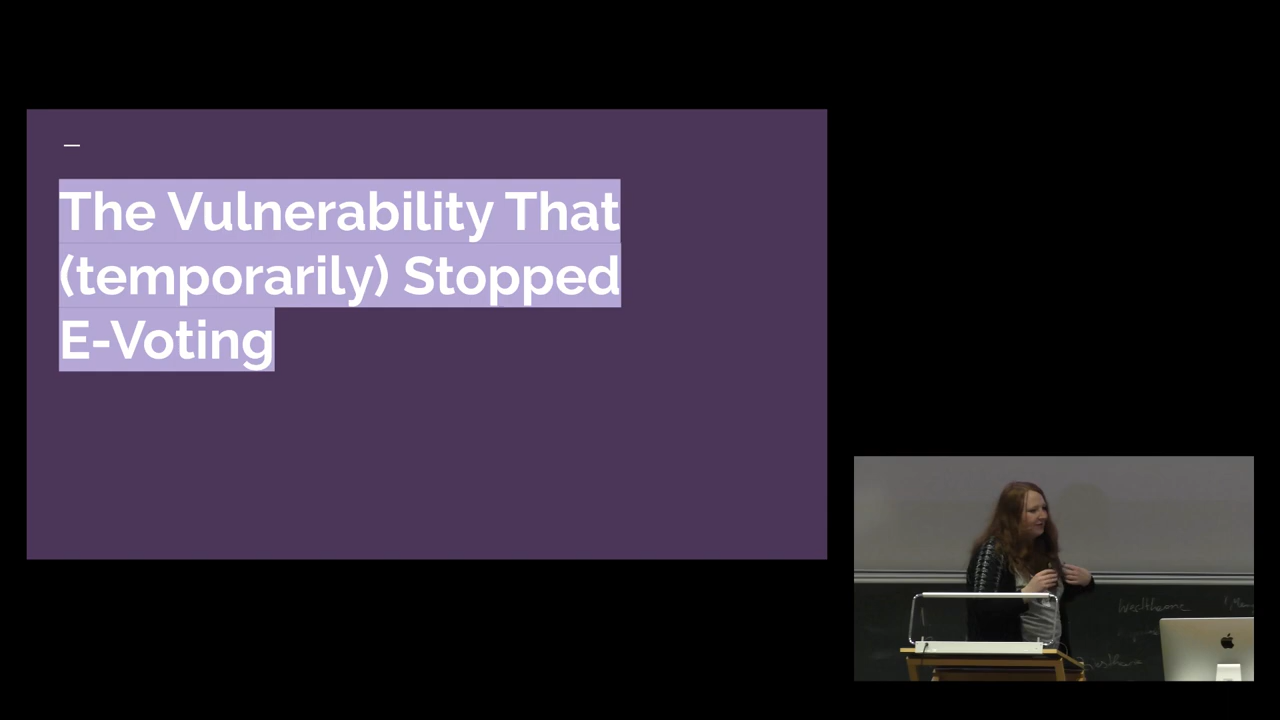 The Vulnerability That
(temporarily) Stopped
E-Voting